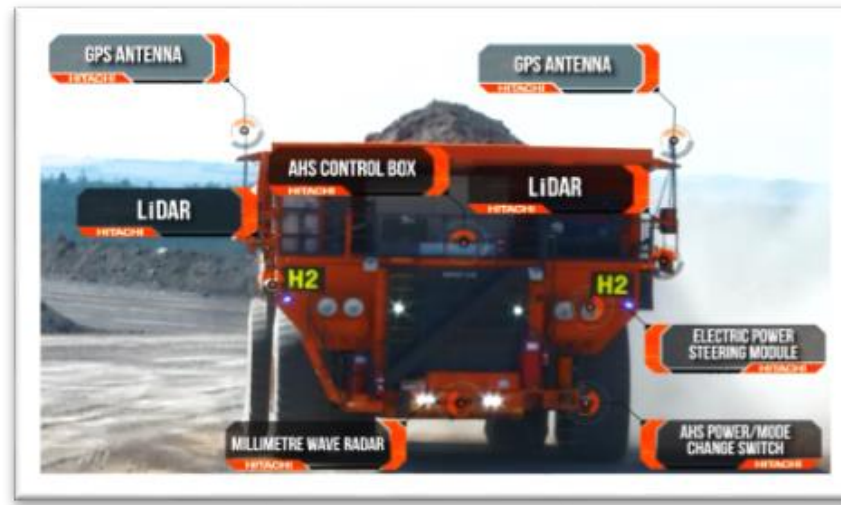 GPS ANTENNA
HITACHI
GPS ANTENNA
HITACHI
AHS CONTROL BOX
HITACHI
LiDAR
HITACHI
LiDAR
HITACHI
H2
H2
ELECTRIC POWER
STEERING MODULE
HITACHI
MILLIMETRE WAVE RADAR
HITACHI
AHS POWER/MODE
CHANGE SWITCH
HITACHI